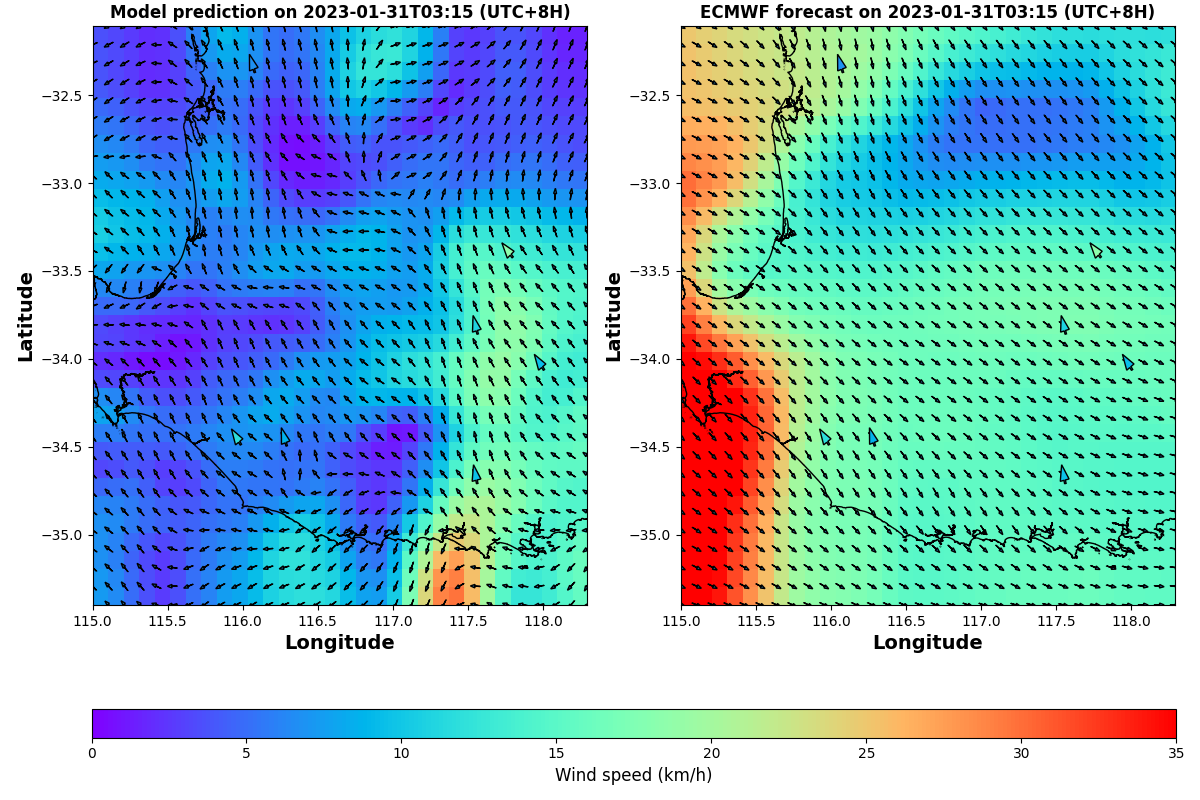 Model prediction on 2023-01-31T03:15 (UTC+8H)
ECMWF forecast on 2023-01-31T03:15 (UTC+8H)
Latitude
−32.5
−33.0
−33.5
−34.0
−34.5
−35.0
115.0 115.5 116.0 116.5 117.0 117.5 118.0
Longitude
Latitude
−32.5
−33.0
−33.5
−34.0
−34.5
−35.0
115.0 115.5 116.0 116.5 117.0 117.5 118.0
Longitude
0 5 10 15 20 25 30 35
Wind speed (km/h)